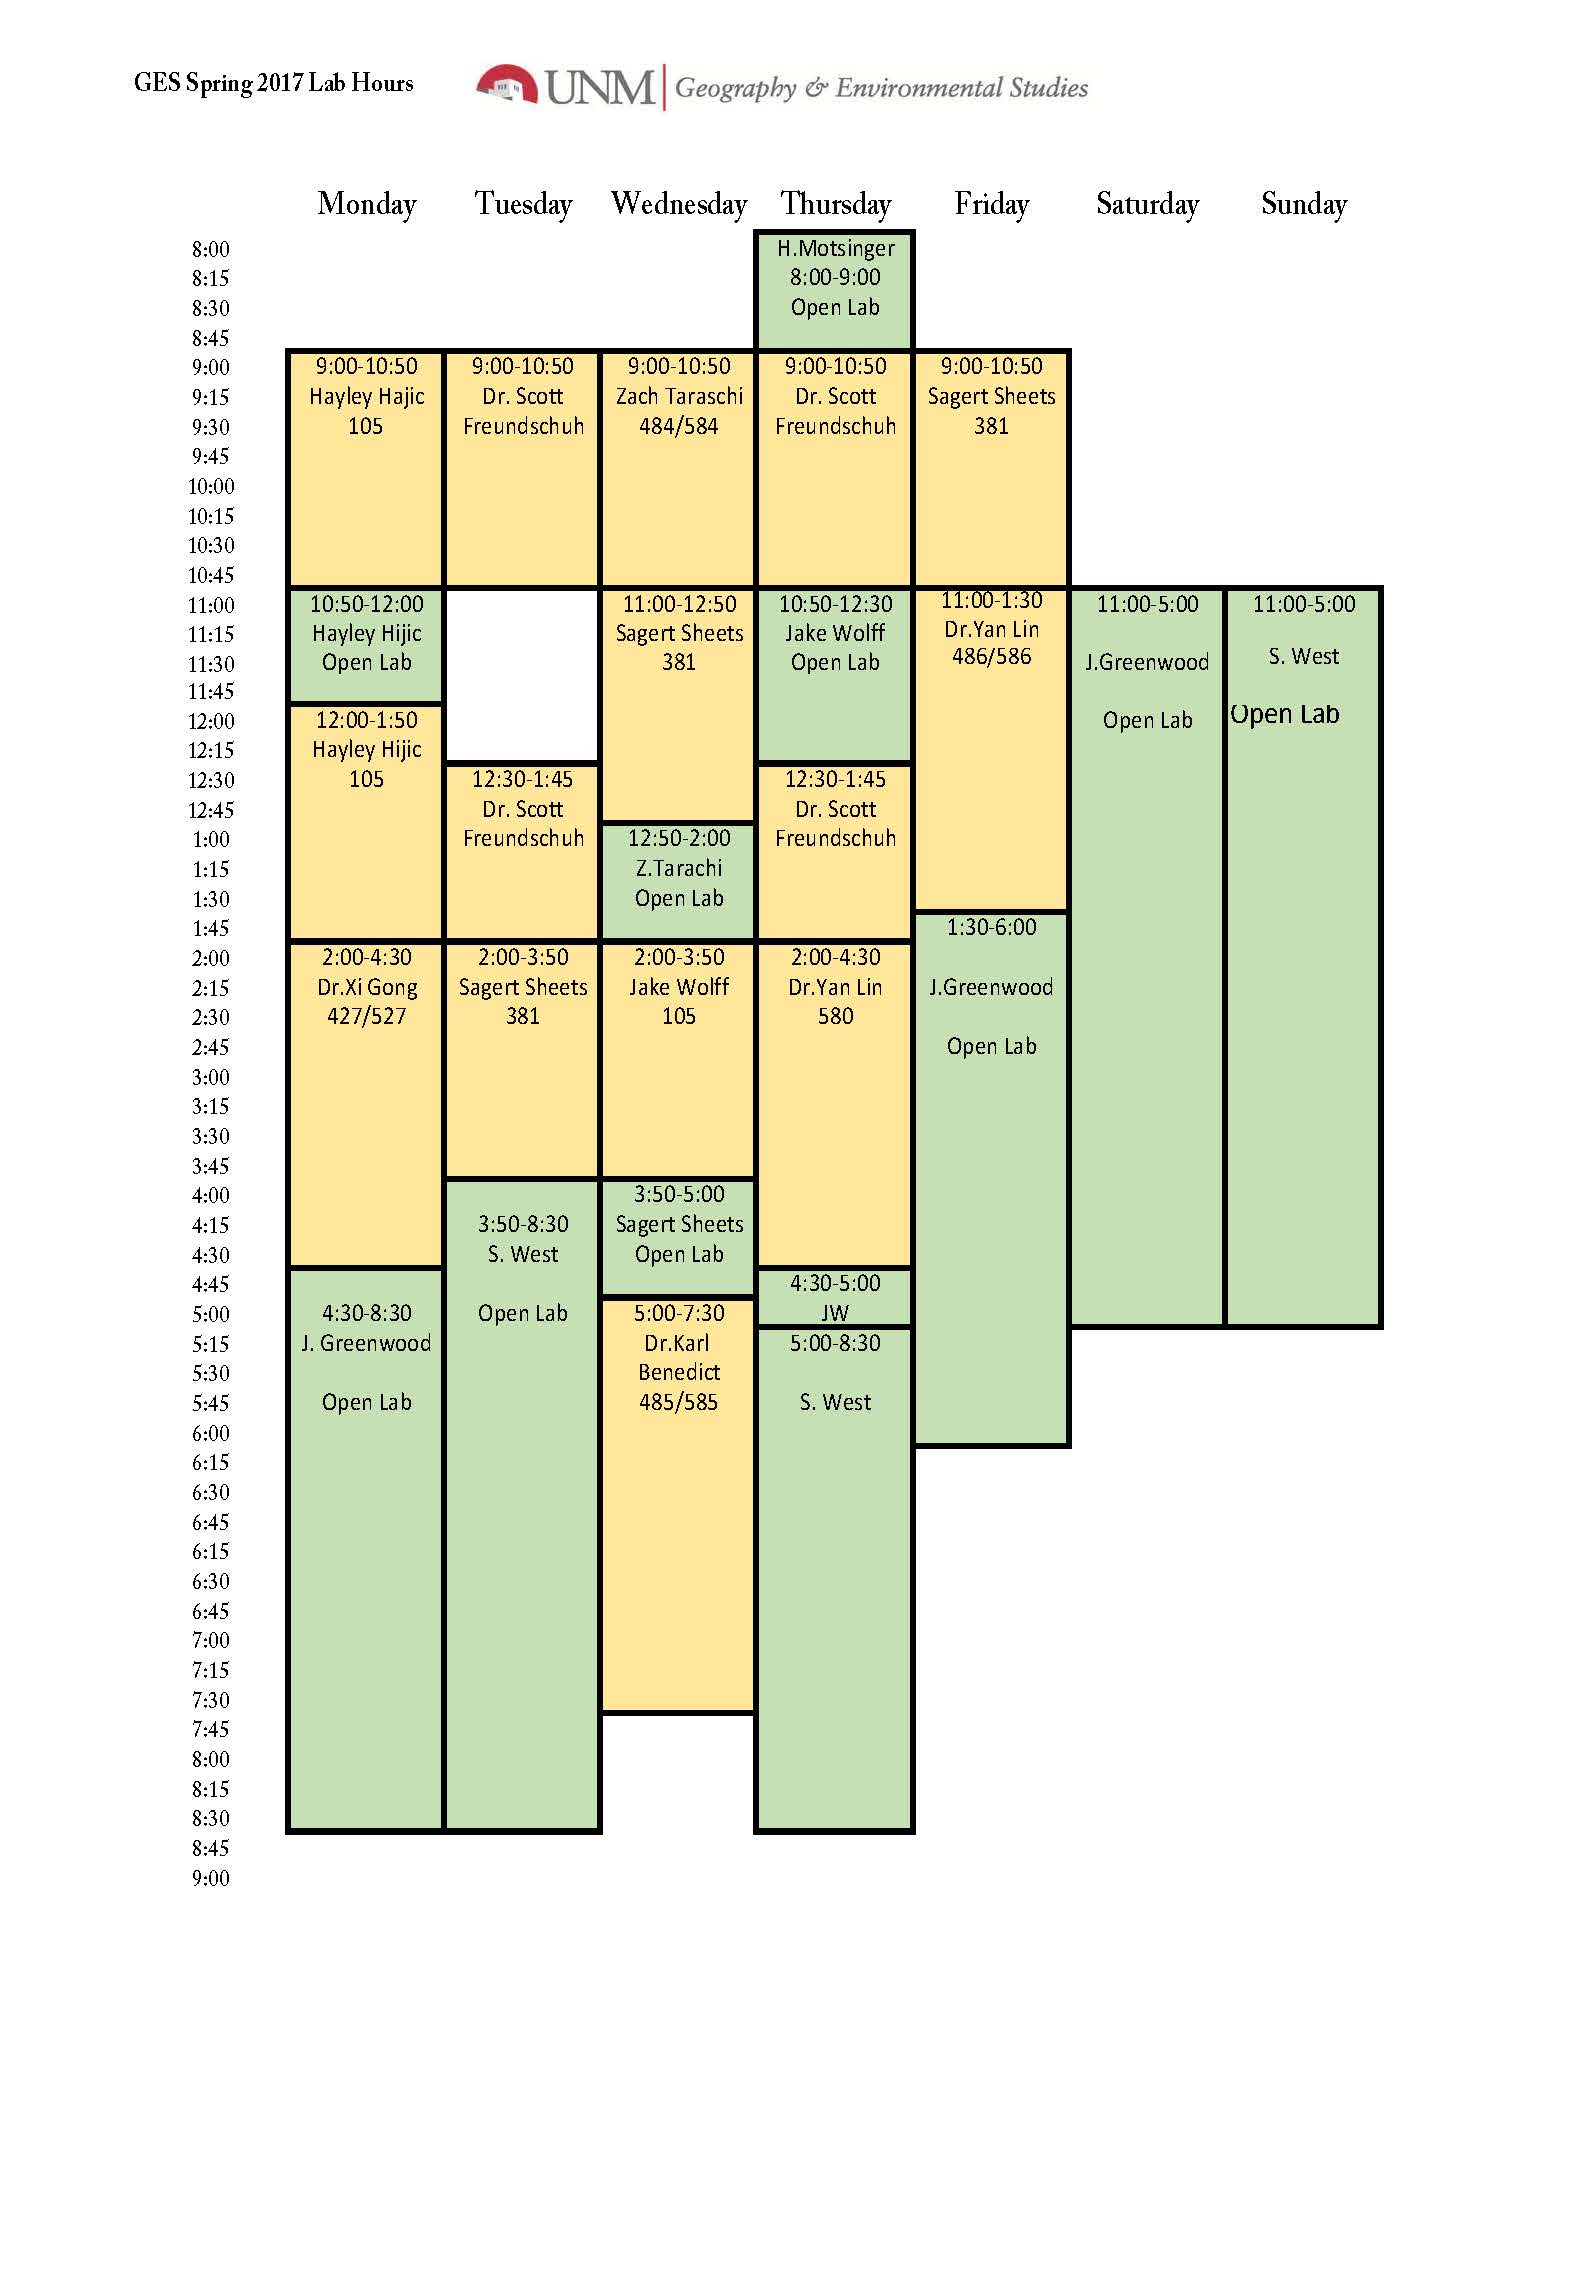 GES Spring 2017 Lab Hours
UNM | Geography & Environmental Studies
Monday Tuesday Wednesday Thursday Friday Saturday Sunday
8:00
8:15
8:30
8:45
9:00
9:15
9:30
9:45
10:00
10:15
10:30
10:45
11:00
11:15
11:30
11:45
12:00
12:15
12:30
12:45
1:00
1:15
1:30
1:45
2:00
2:15
2:30
2:45
3:00
3:15
3:30
3:45
4:00
4:15
4:30
4:45
5:00
5:15
5:30
5:45
6:00
6:15
6:30
6:45
6:15
6:30
6:45
7:00
7:15
7:30
7:45
8:00
8:15
8:30
8:45
9:00
9:00-10:50
Hayley Hajic
105
10:50-12:00
Hayley Hijic
Open Lab
12:00-1:50
Hayley Hijic
105
2:00-4:30
Dr.Xi Gong
427/527
4:30-8:30
J. Greenwood
Open Lab
9:00-10:50
Dr. Scott
Freundschuh
12:30-1:45
Dr. Scott
Freundschuh
2:00-3:50
Sagert Sheets
381
3:50-8:30
S. West
Open Lab
9:00-10:50
Zach Taraschi
484/584
11:00-12:50
Sagert Sheets
381
12:50-2:00
Z.Tarachi
Open Lab
2:00-3:50
Jake Wolff
105
3:50-5:00
Sagert Sheets
Open Lab
5:00-7:30
Dr.Karl
Benedict
485/585
H.Motsinger
8:00-9:00
Open Lab
9:00-10:50
Dr. Scott
Freundschuh
10:50-12:30
Jake Wolff
Open Lab
12:30-1:45
Dr. Scott
Freundschuh
2:00-4:30
Dr.Yan Lin
580
4:30-5:00
JW
5:00-8:30
S. West
9:00-10:50
Sagert Sheets
381
11:00-1:30
Dr.Yan Lin
486/586
1:30-6:00
J.Greenwood
Open Lab
11:00-5:00
J.Greenwood
Open Lab
11:00-5:00
S. West
Open Lab